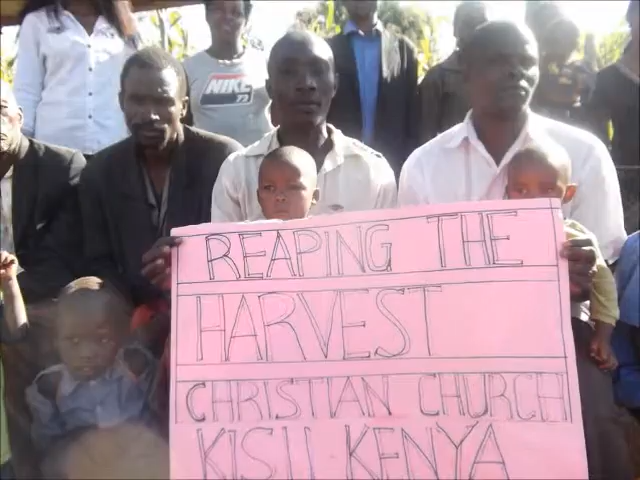 NIKE
REAPING THE
HARVEST
CHRISTIAN CHURCH
KISII KENYA